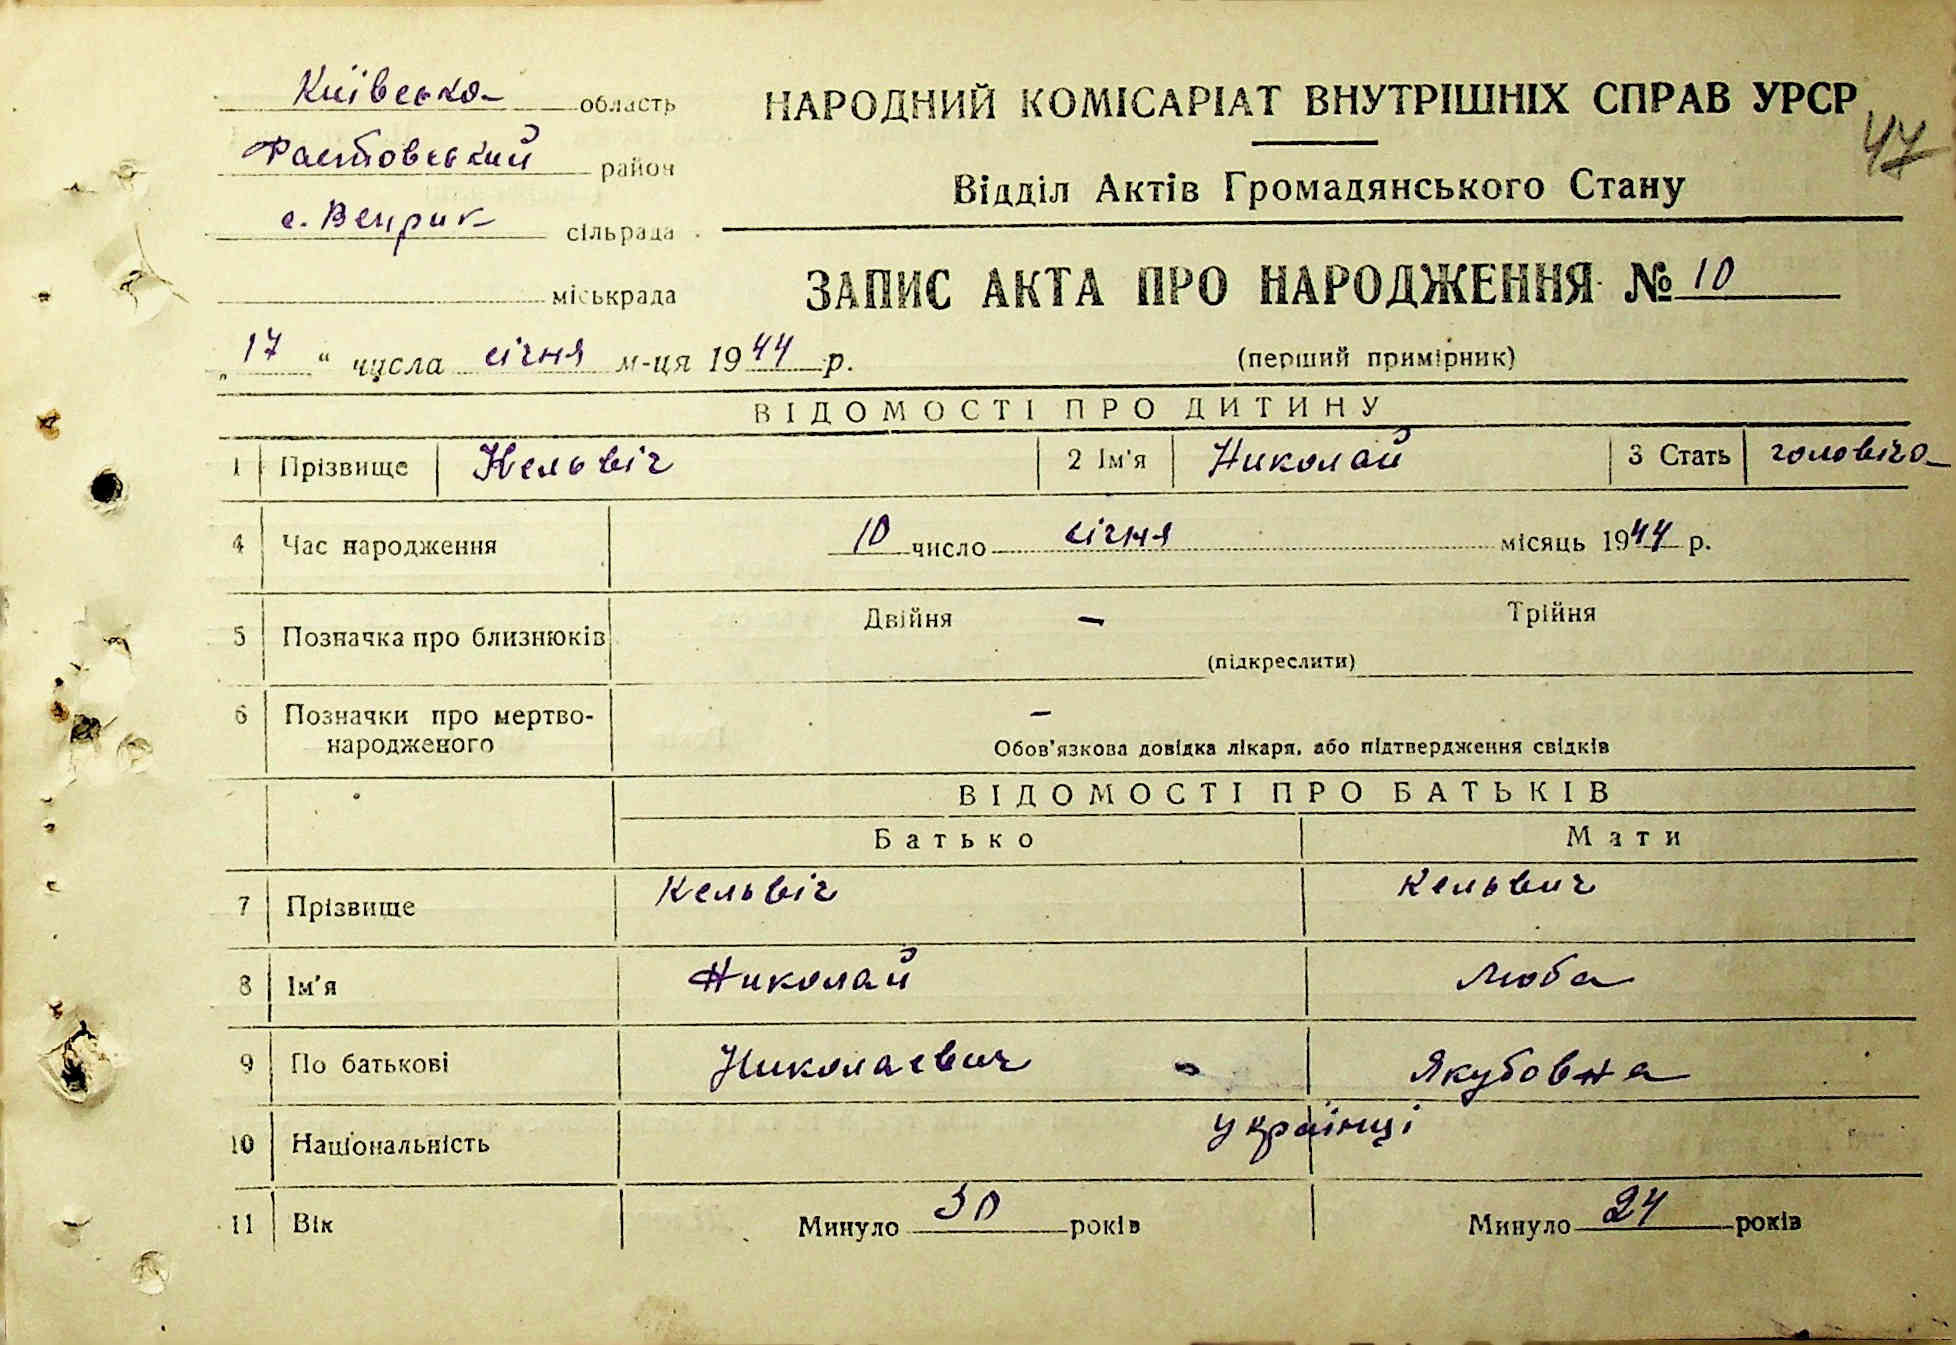 Київсько область
Фастовський район
с. Веприк сільрада
міськрада
НАРОДНИЙ КОМІСАРІАТ ВНУТРІШНІХ СПРАВ УРСР
47
Відділ Актів Громадянського Стану
ЗАПИС АКТА ПРО НАРОДЖЕННЯ № 10
„17“ числа січня м-ця 1944 р.
(перший примірник)
ВІДОМОСТІ ПРО ДИТИНУ
1 Прізвище Кельвіч 2 Ім'я Николай 3 Стать головіча
4 Час народження 10 число січня місяць 1944 р.
5 Позначка про близнюків Двійня – Трійня
(підкреслити)
6 Позначки про мертво-
народженого –
Обов'язкова довідка лікаря, або підтвердження свідків
ВІДОМОСТІ ПРО БАТЬКІВ
Батько Мати
7 Прізвище Кельвіч Кельвич
8 Ім'я Николай Люба
9 По батькові Николаевич - Якубовна
10 Національність українці
11 Вік Минуло 30 років Минуло 24 років